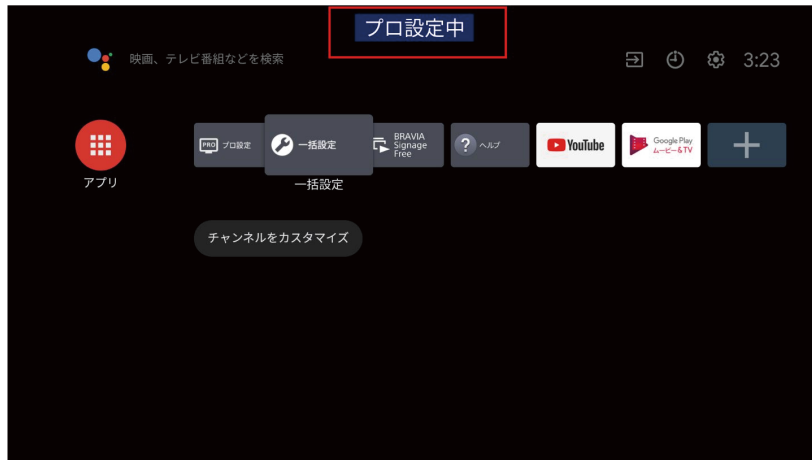 プロ設定中
映画、テレビ番組などを検索
3:23
PRO プロ設定
一括設定
BRAVIA
Signage
Free
ヘルプ
YouTube
Google Play
ムービー&TV
アプリ
一括設定
チャンネルをカスタマイズ